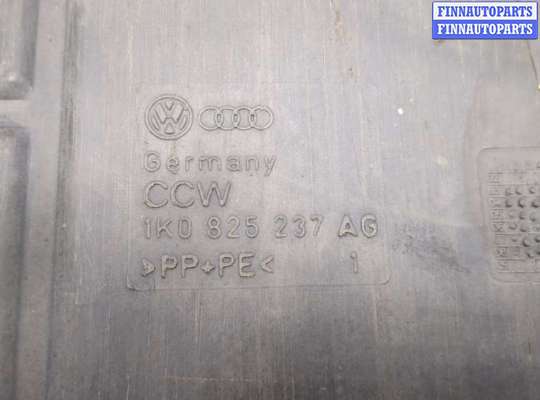 FINNAUTOPARTS
FINNAUTOPARTS
Germany
CCW
1K0 825 237 AG
>PP+PE< 1